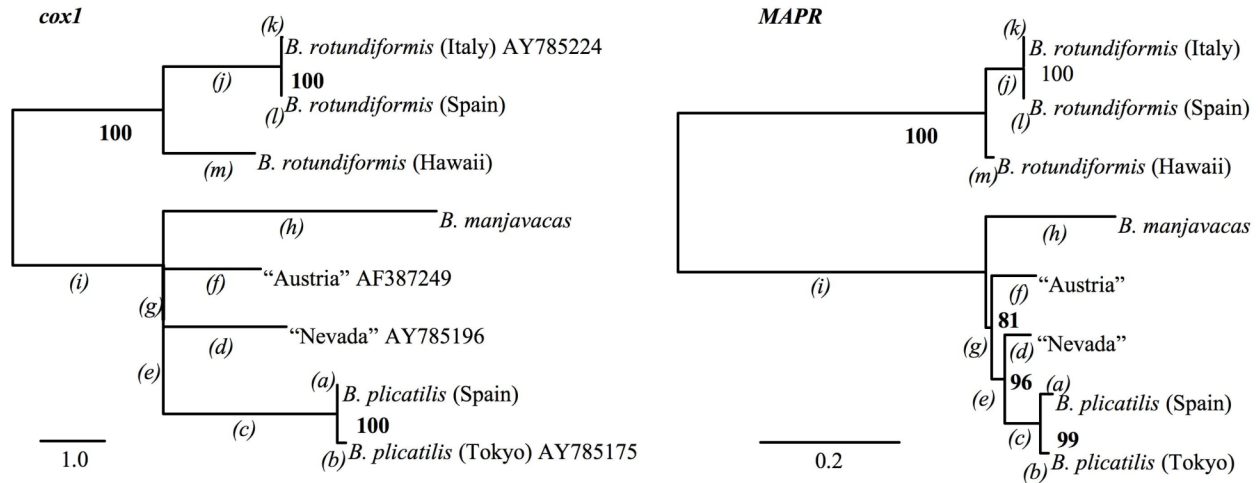 cox1
(k)
B. rotundiformis (Italy) AY785224
(j)
100
(l)
B. rotundiformis (Spain)
100
(m)
B. rotundiformis (Hawaii)
(h)
B. manjavacas
(i)
(f)
“Austria” AF387249
(g)
(d)
“Nevada” AY785196
(e)
(a)
B. plicatilis (Spain)
(c)
100
(b)
B. plicatilis (Tokyo) AY785175
1.0
MAPR
(k)
B. rotundiformis (Italy)
(j)
100
(l)
B. rotundiformis (Spain)
100
(m)
B. rotundiformis (Hawaii)
(h)
B. manjavacas
(i)
(f)
“Austria”
81
(g)
(d)
“Nevada”
96
(e)
(a)
B. plicatilis (Spain)
(c)
99
(b)
B. plicatilis (Tokyo)
0.2